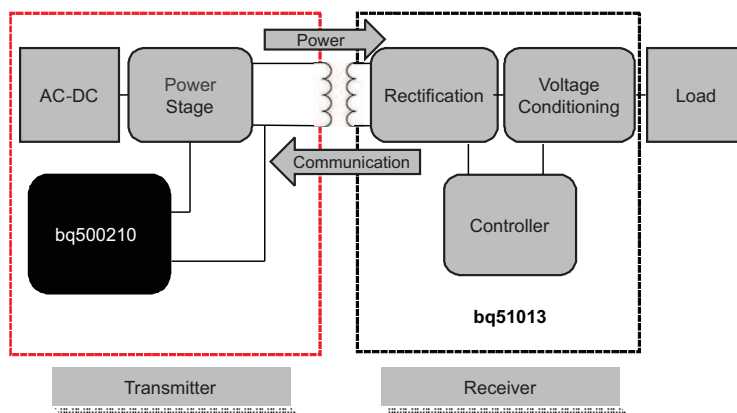 Power
AC-DC
Power
Stage
Rectification
Voltage
Conditioning
Load
Communication
bq500210
Controller
bq51013
Transmitter
Receiver